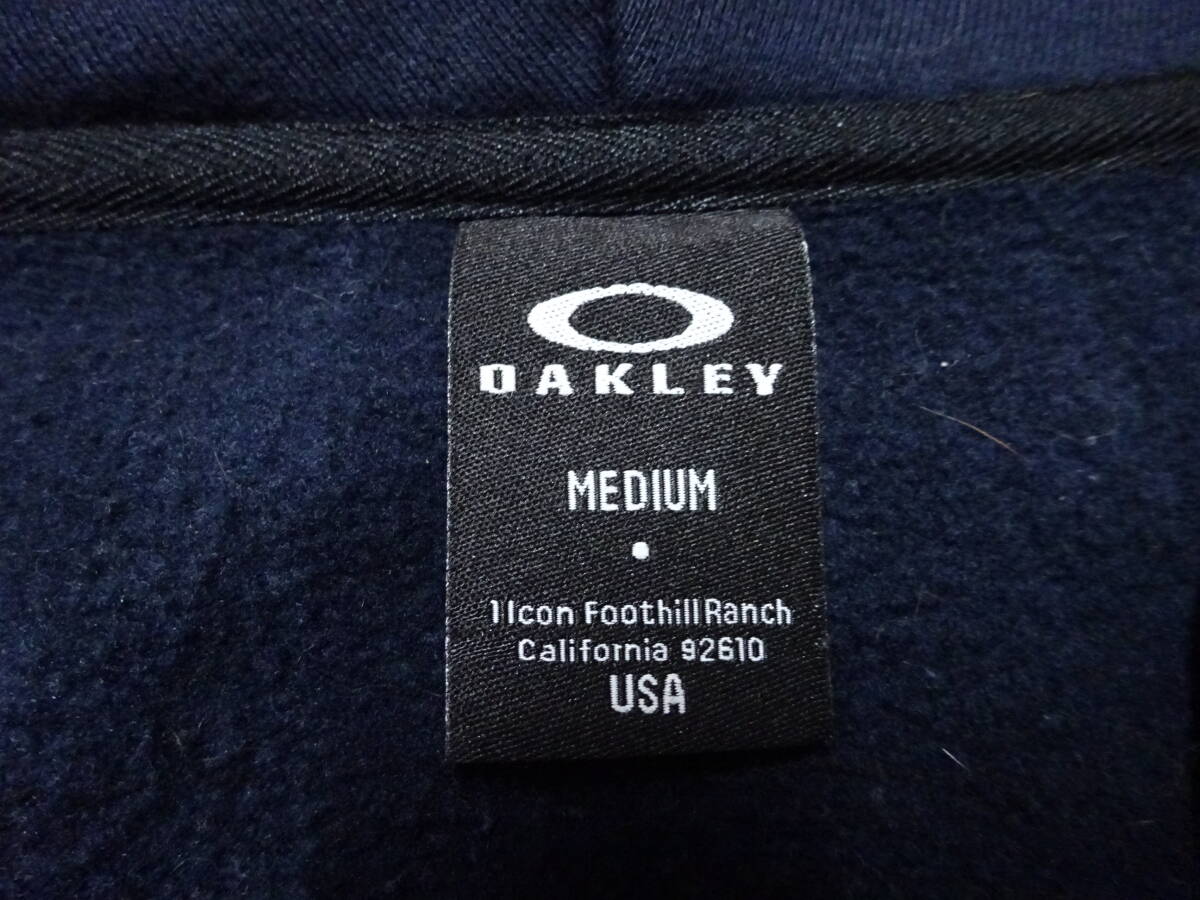 OAKLEY
MEDIUM
1 Icon Foothill Ranch
California 92610
USA